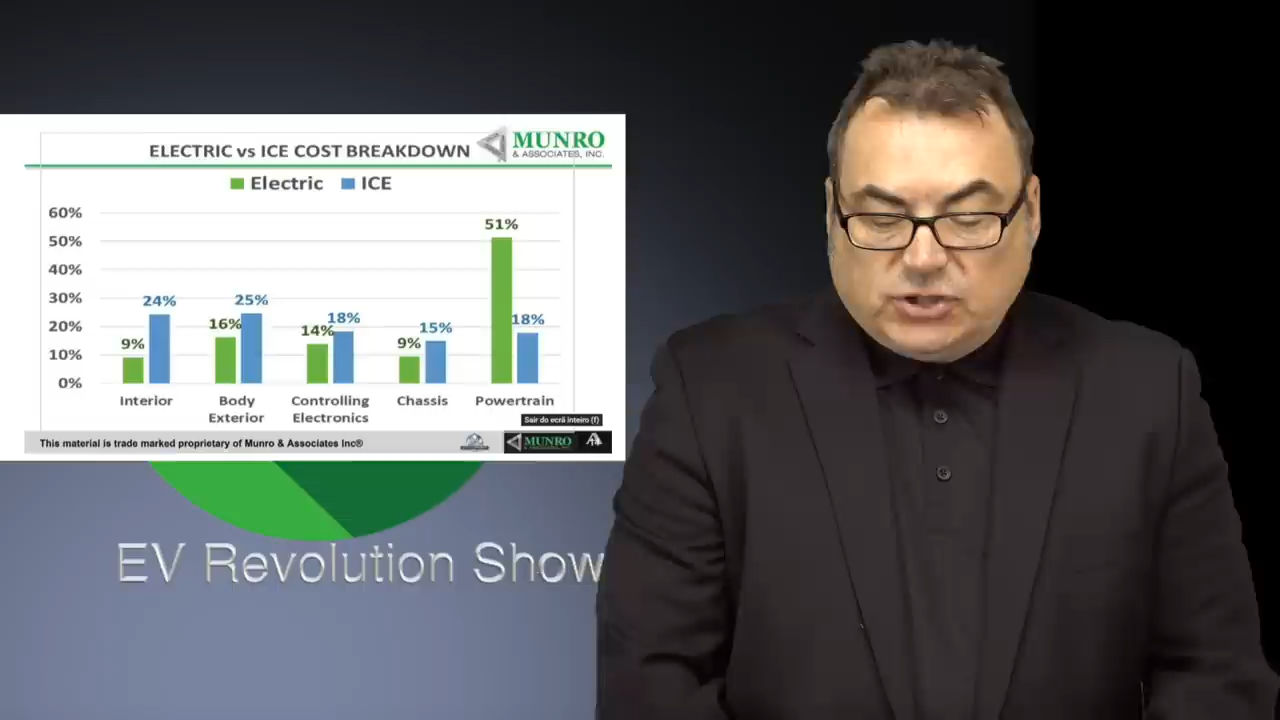 ELECTRIC vs ICE COST BREAKDOWN
MUNRO
& ASSOCIATES, INC.
Electric ICE
60%
50%
40%
30%
20%
10%
0%
9% 24% 16% 25% 14% 18% 9% 15% 51% 18%
Interior Body Exterior Controlling Electronics Chassis Powertrain
Sair do ecrã inteiro (f)
This material is trade marked proprietary of Munro & Associates Inc®
MUNRO
EV Revolution Show